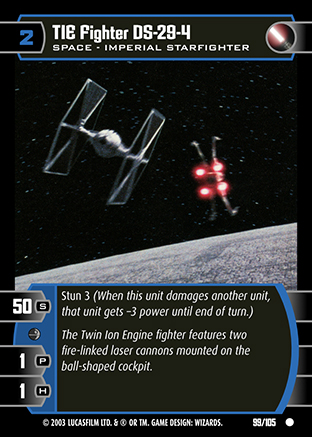 2 TIE Fighter DS-29-4
SPACE - IMPERIAL STARFIGHTER
50 S Stun 3 (When this unit damages another unit,
that unit gets –3 power until end of turn.)
The Twin Ion Engine fighter features two
1 P fire-linked laser cannons mounted on the
ball-shaped cockpit.
1 H
© 2003 LUCASFILM LTD. & ® OR TM. GAME DESIGN: WIZARDS. 99/105